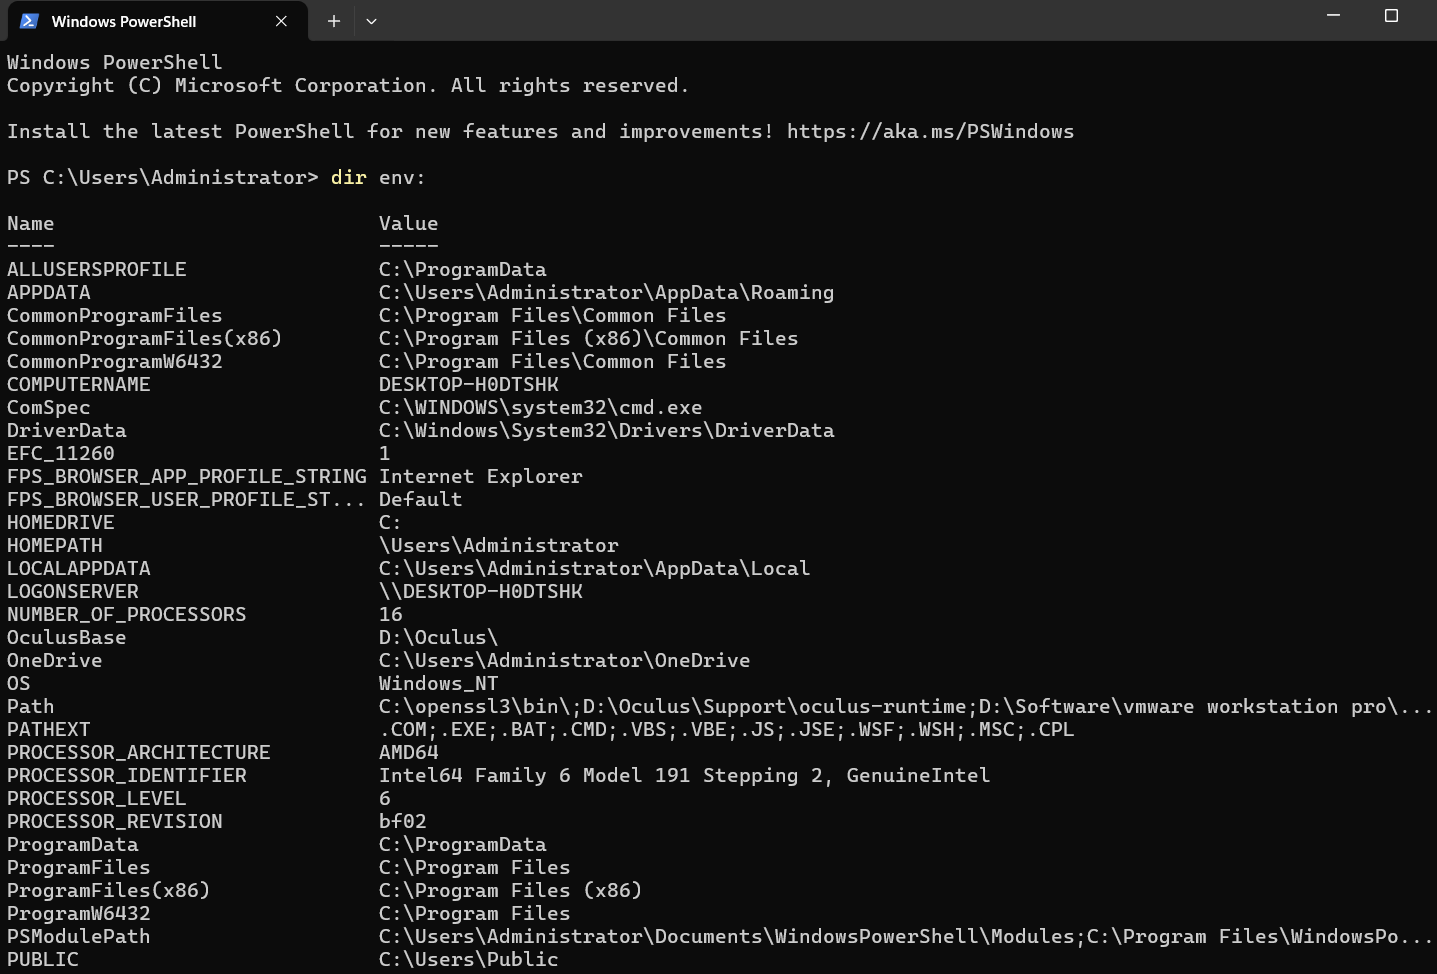 Windows PowerShell
Windows PowerShell
Copyright (C) Microsoft Corporation. All rights reserved.
Install the latest PowerShell for new features and improvements! https://aka.ms/PSWindows
PS C:\Users\Administrator> dir env:
Name Value
---- -----
ALLUSERSPROFILE C:\ProgramData
APPDATA C:\Users\Administrator\AppData\Roaming
CommonProgramFiles C:\Program Files\Common Files
CommonProgramFiles(x86) C:\Program Files (x86)\Common Files
CommonProgramW6432 C:\Program Files\Common Files
COMPUTERNAME DESKTOP-H0DTSHK
ComSpec C:\WINDOWS\system32\cmd.exe
DriverData C:\Windows\System32\Drivers\DriverData
EFC_11260 1
FPS_BROWSER_APP_PROFILE_STRING Internet Explorer
FPS_BROWSER_USER_PROFILE_ST... Default
HOMEDRIVE C:
HOMEPATH \Users\Administrator
LOCALAPPDATA C:\Users\Administrator\AppData\Local
LOGONSERVER \\DESKTOP-H0DTSHK
NUMBER_OF_PROCESSORS 16
OculusBase D:\Oculus\
OneDrive C:\Users\Administrator\OneDrive
OS Windows_NT
Path C:\openssl3\bin\;D:\Oculus\Support\oculus-runtime;D:\Software\vmware workstation pro\...
PATHEXT .COM;.EXE;.BAT;.CMD;.VBS;.VBE;.JS;.JSE;.WSF;.WSH;.MSC;.CPL
PROCESSOR_ARCHITECTURE AMD64
PROCESSOR_IDENTIFIER Intel64 Family 6 Model 191 Stepping 2, GenuineIntel
PROCESSOR_LEVEL 6
PROCESSOR_REVISION bf02
ProgramData C:\ProgramData
ProgramFiles C:\Program Files
ProgramFiles(x86) C:\Program Files (x86)
ProgramW6432 C:\Program Files
PSModulePath C:\Users\Administrator\Documents\WindowsPowerShell\Modules;C:\Program Files\WindowsPo...
PUBLIC C:\Users\Public